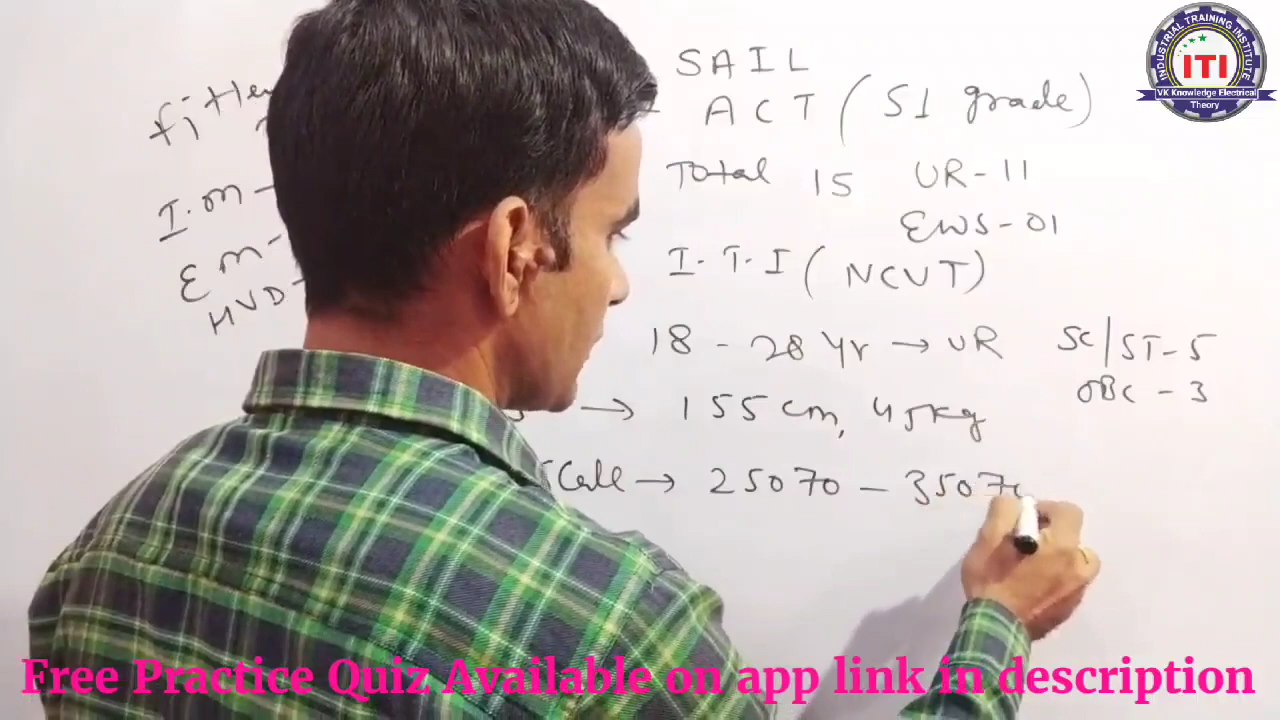 SAIL
ACT (S1 grade)
Total 15 UR-11
EWS-01
I.T.I (NCVT)
18 - 28 Yr → UR
SC/ST-5
OBC-3
→ 155 cm, 45 kg
Scale → 25070 - 35070
fitter
I.M-
EM-
HVD-
INDUSTRIAL TRAINING INSTITUTE
ITI
VK Knowledge Electrical
Theory
Free Practice Quiz Available on app link in description